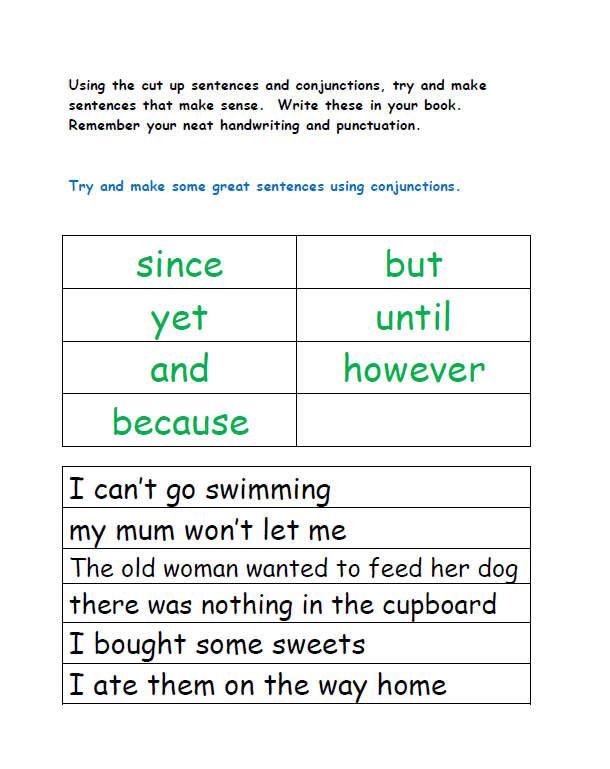 Using the cut up sentences and conjunctions, try and make
sentences that make sense.  Write these in your book.
Remember your neat handwriting and punctuation.
Try and make some great sentences using conjunctions.
since but
yet until
and however
because
I can’t go swimming
my mum won’t let me
The old woman wanted to feed her dog
there was nothing in the cupboard
I bought some sweets
I ate them on the way home